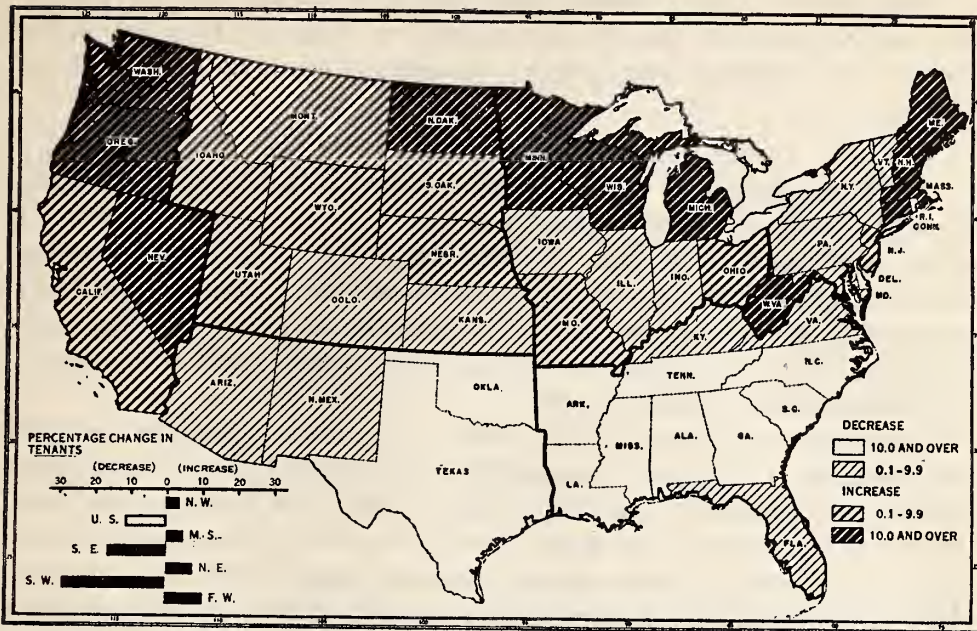 WASH.
MONT.
N.DAK.
MINN.
ME.
OREG.
IDAHO
S.DAK.
WIS.
MICH.
N.Y.
VT.
N.H.
MASS.
R.I.
CONN.
WYO.
IOWA
PA.
N.J.
NEV.
UTAH
NEBR.
ILL.
IND.
OHIO
DEL.
MD.
CALIF.
COLO.
KANS.
MO.
W.VA
VA.
KY.
ARIZ.
N.MEX.
OKLA.
TENN.
N.C.
ARK.
S.C.
TEXAS
LA.
MISS.
ALA.
GA.
FLA.
PERCENTAGE CHANGE IN
TENANTS
(DECREASE) (INCREASE)
30 20 10 0 10 20 30
N.W.
U.S.
M.S.
S.E.
N.E.
S.W.
F.W.
DECREASE
10.0 AND OVER
0.1-9.9
INCREASE
0.1-9.9
10.0 AND OVER